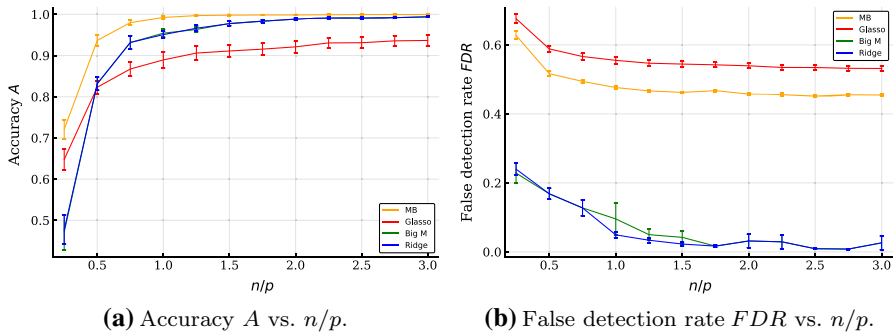 1.0
0.9
0.8
0.7
0.6
0.5
Accuracy A
0.5
1.0
1.5
2.0
2.5
3.0
n/p
MB
Glasso
Big M
Ridge
(a) Accuracy A vs. n/p.
0.6
0.4
0.2
0.0
False detection rate FDR
0.5
1.0
1.5
2.0
2.5
3.0
n/p
MB
Glasso
Big M
Ridge
(b) False detection rate FDR vs. n/p.